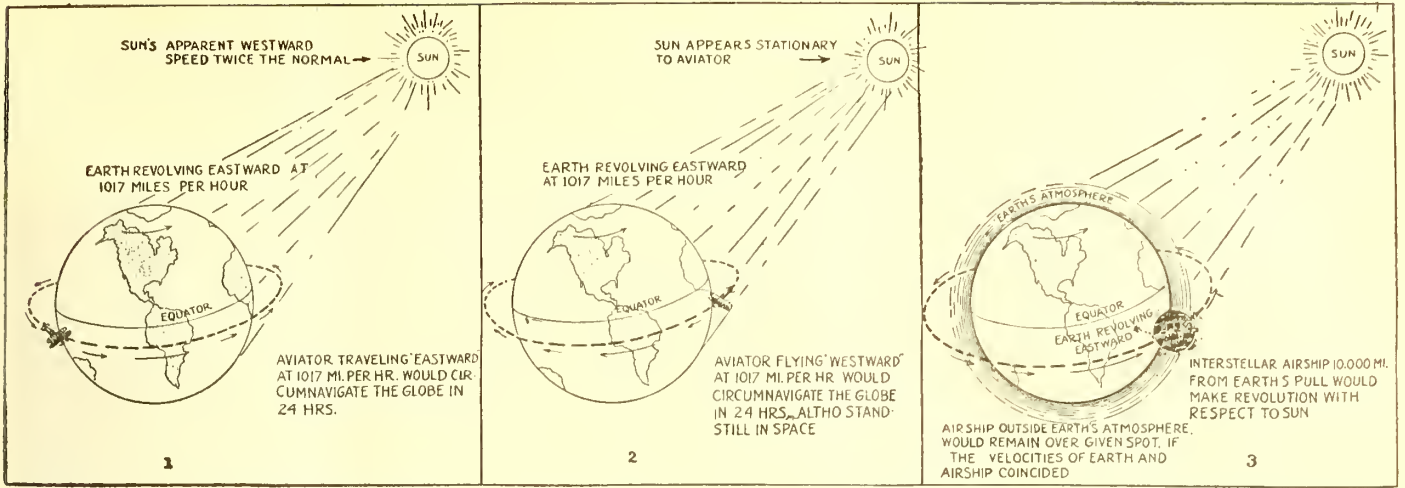 SUN'S APPARENT WESTWARD
SPEED TWICE THE NORMAL
SUN
EARTH REVOLVING EASTWARD AT
1017 MILES PER HOUR
EQUATOR
AVIATOR TRAVELING "EASTWARD
AT 1017 MI. PER HR. WOULD CIR-
CUMNAVIGATE THE GLOBE IN
24 HRS.
1
SUN APPEARS STATIONARY
TO AVIATOR
SUN
EARTH REVOLVING EASTWARD
AT 1017 MILES PER HOUR
EQUATOR
AVIATOR FLYING "WESTWARD"
AT 1017 MI. PER HR WOULD
CIRCUMNAVIGATE THE GLOBE
IN 24 HRS, ALTHO STAND-
STILL IN SPACE
2
SUN
EARTH'S ATMOSPHERE
EQUATOR
EARTH REVOLVING
EASTWARD
INTERSTELLAR AIRSHIP 10.000 MI.
FROM EARTH S PULL WOULD
MAKE REVOLUTION WITH
RESPECT TO SUN
AIRSHIP OUTSIDE EARTH'S ATMOSPHERE,
WOULD REMAIN OVER GIVEN SPOT, IF
THE VELOCITIES OF EARTH AND
AIRSHIP COINCIDED
3